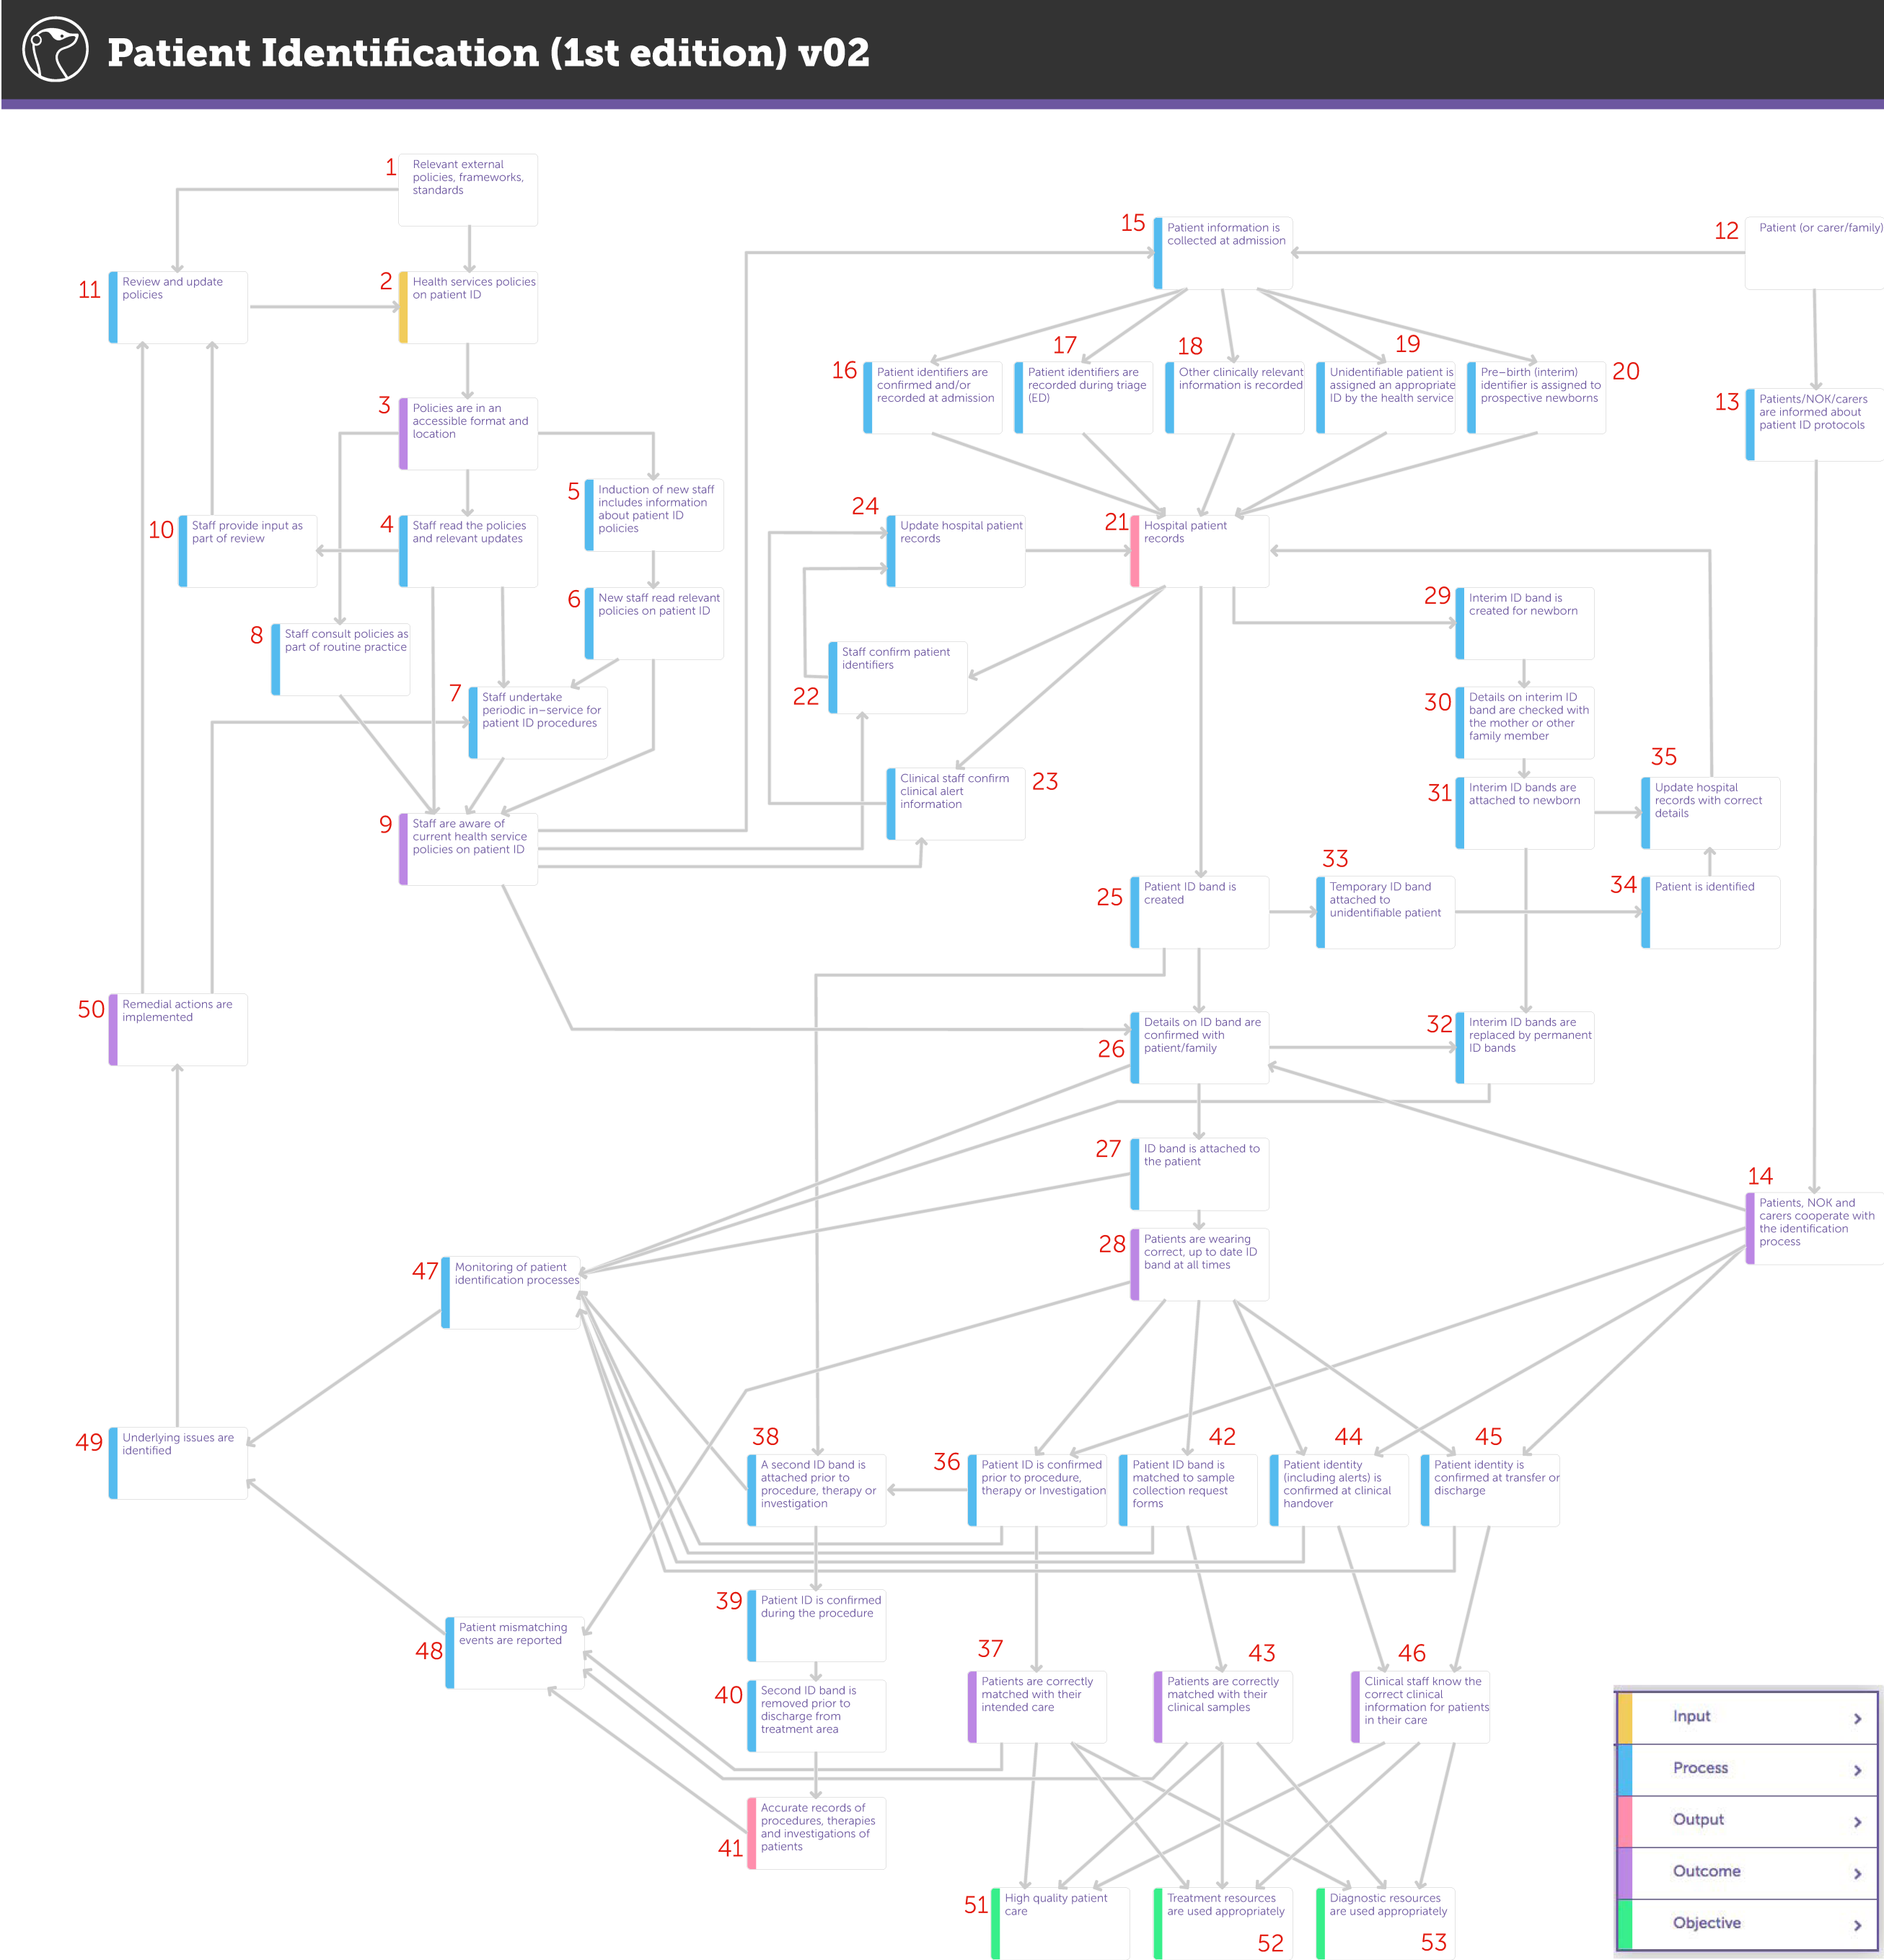 Patient Identification (1st edition) v02
1
Relevant external
policies, frameworks,
standards
11
Review and update
policies
2
Health services policies
on patient ID
15
Patient information is
collected at admission
12
Patient (or carer/family)
16
Patient identifiers are
confirmed and/or
recorded at admission
17
Patient identifiers are
recorded during triage
(ED)
18
Other clinically relevant
information is recorded
19
Unidentifiable patient is
assigned an appropriate
ID by the health service
20
Pre-birth (interim)
identifier is assigned to
prospective newborns
3
Policies are in an
accessible format and
location
13
Patients/NOK/carers
are informed about
patient ID protocols
5
Induction of new staff
includes information
about patient ID
policies
10
Staff provide input as
part of review
4
Staff read the policies
and relevant updates
24
Update hospital patient
records
21
Hospital patient
records
6
New staff read relevant
policies on patient ID
29
Interim ID band is
created for newborn
8
Staff consult policies as
part of routine practice
22
Staff confirm patient
identifiers
7
Staff undertake
periodic in-service for
patient ID procedures
30
Details on interim ID
band are checked with
the mother or other
family member
23
Clinical staff confirm
clinical alert
information
31
Interim ID bands are
attached to newborn
35
Update hospital
records with correct
details
9
Staff are aware of
current health service
policies on patient ID
25
Patient ID band is
created
33
Temporary ID band
attached to
unidentifiable patient
34
Patient is identified
50
Remedial actions are
implemented
26
Details on ID band are
confirmed with
patient/family
32
Interim ID bands are
replaced by permanent
ID bands
27
ID band is attached to
the patient
14
Patients, NOK and
carers cooperate with
the identification
process
28
Patients are wearing
correct, up to date ID
band at all times
47
Monitoring of patient
identification processes
49
Underlying issues are
identified
38
A second ID band is
attached prior to
procedure, therapy or
investigation
36
Patient ID is confirmed
prior to procedure,
therapy or Investigation
42
Patient ID band is
matched to sample
collection request
forms
44
Patient identity
(including alerts) is
confirmed at clinical
handover
45
Patient identity is
confirmed at transfer or
discharge
39
Patient ID is confirmed
during the procedure
48
Patient mismatching
events are reported
40
Second ID band is
removed prior to
discharge from
treatment area
37
Patients are correctly
matched with their
intended care
43
Patients are correctly
matched with their
clinical samples
46
Clinical staff know the
correct clinical
information for patients
in their care
41
Accurate records of
procedures, therapies
and investigations of
patients
51
High quality patient
care
52
Treatment resources
are used appropriately
53
Diagnostic resources
are used appropriately
Input
Process
Output
Outcome
Objective